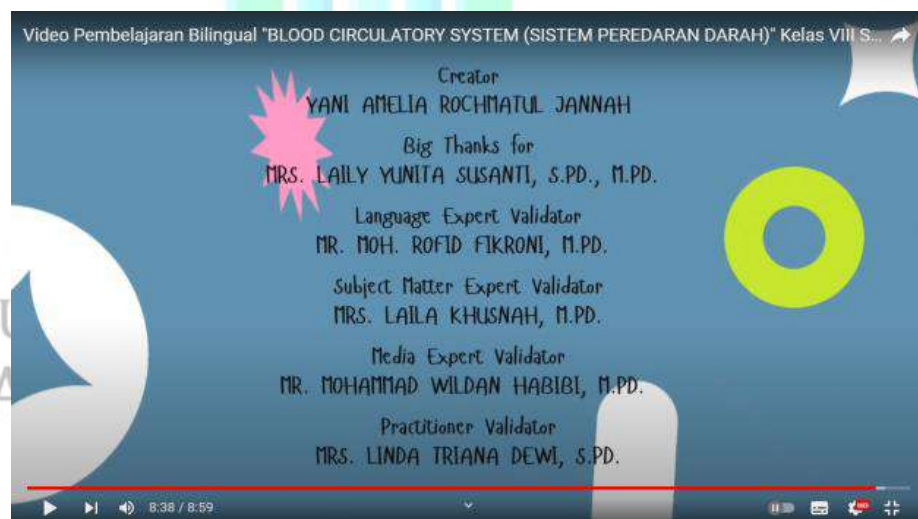 Video Pembelajaran Bilingual "BLOOD CIRCULATORY SYSTEM (SISTEM PEREDARAN DARAH)" Kelas VIII S...
Creator
YANI AMELIA ROCHMATUL JANNAH
Big Thanks for
MRS. LAILY YUNITA SUSANTI, S.PD., M.PD.
Language Expert Validator
MR. MOH. ROFID FIKRONI, M.PD.
Subject Matter Expert Validator
MRS. LAILA KHUSNAH, M.PD.
Media Expert Validator
MR. MOHAMMAD WILDAN HABIBI, M.PD.
Practitioner Validator
MRS. LINDA TRIANA DEWI, S.PD.
8:38 / 8:59